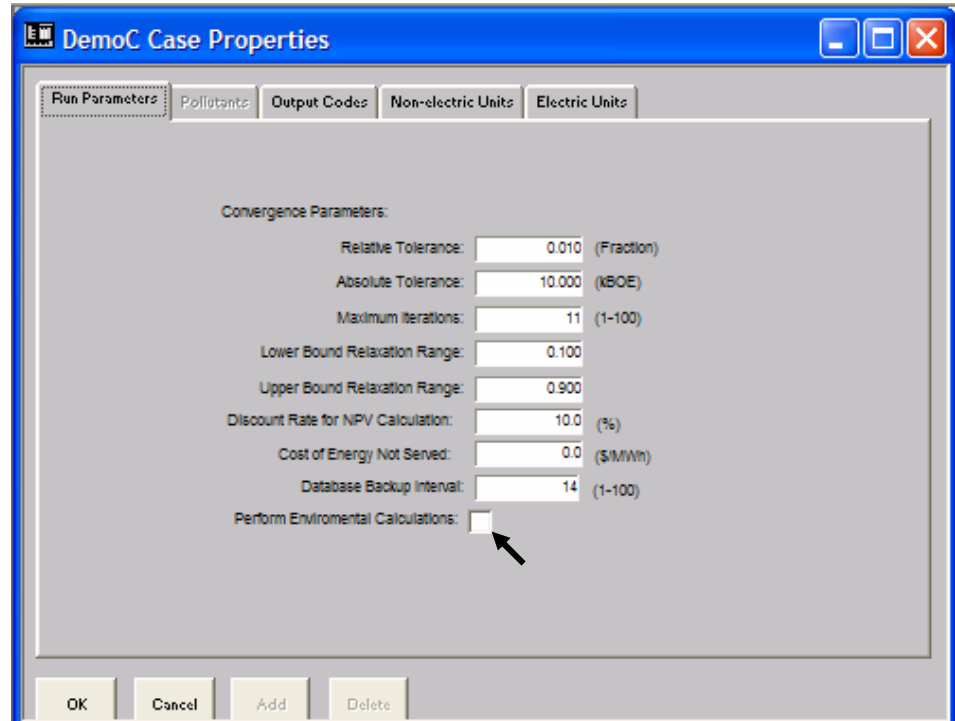 DemoC Case Properties
Run Parameters Pollutants Output Codes Non-electric Units Electric Units
Convergence Parameters:
Relative Tolerance: 0.010 (Fraction)
Absolute Tolerance: 10.000 (kBOE)
Maximum Iterations: 11 (1-100)
Lower Bound Relaxation Range: 0.100
Upper Bound Relaxation Range: 0.900
Discount Rate for NPV Calculation: 10.0 (%)
Cost of Energy Not Served: 0.0 ($/MWh)
Database Backup Interval: 14 (1-100)
Perform Enviromental Calculations:
OK Cancel Add Delete